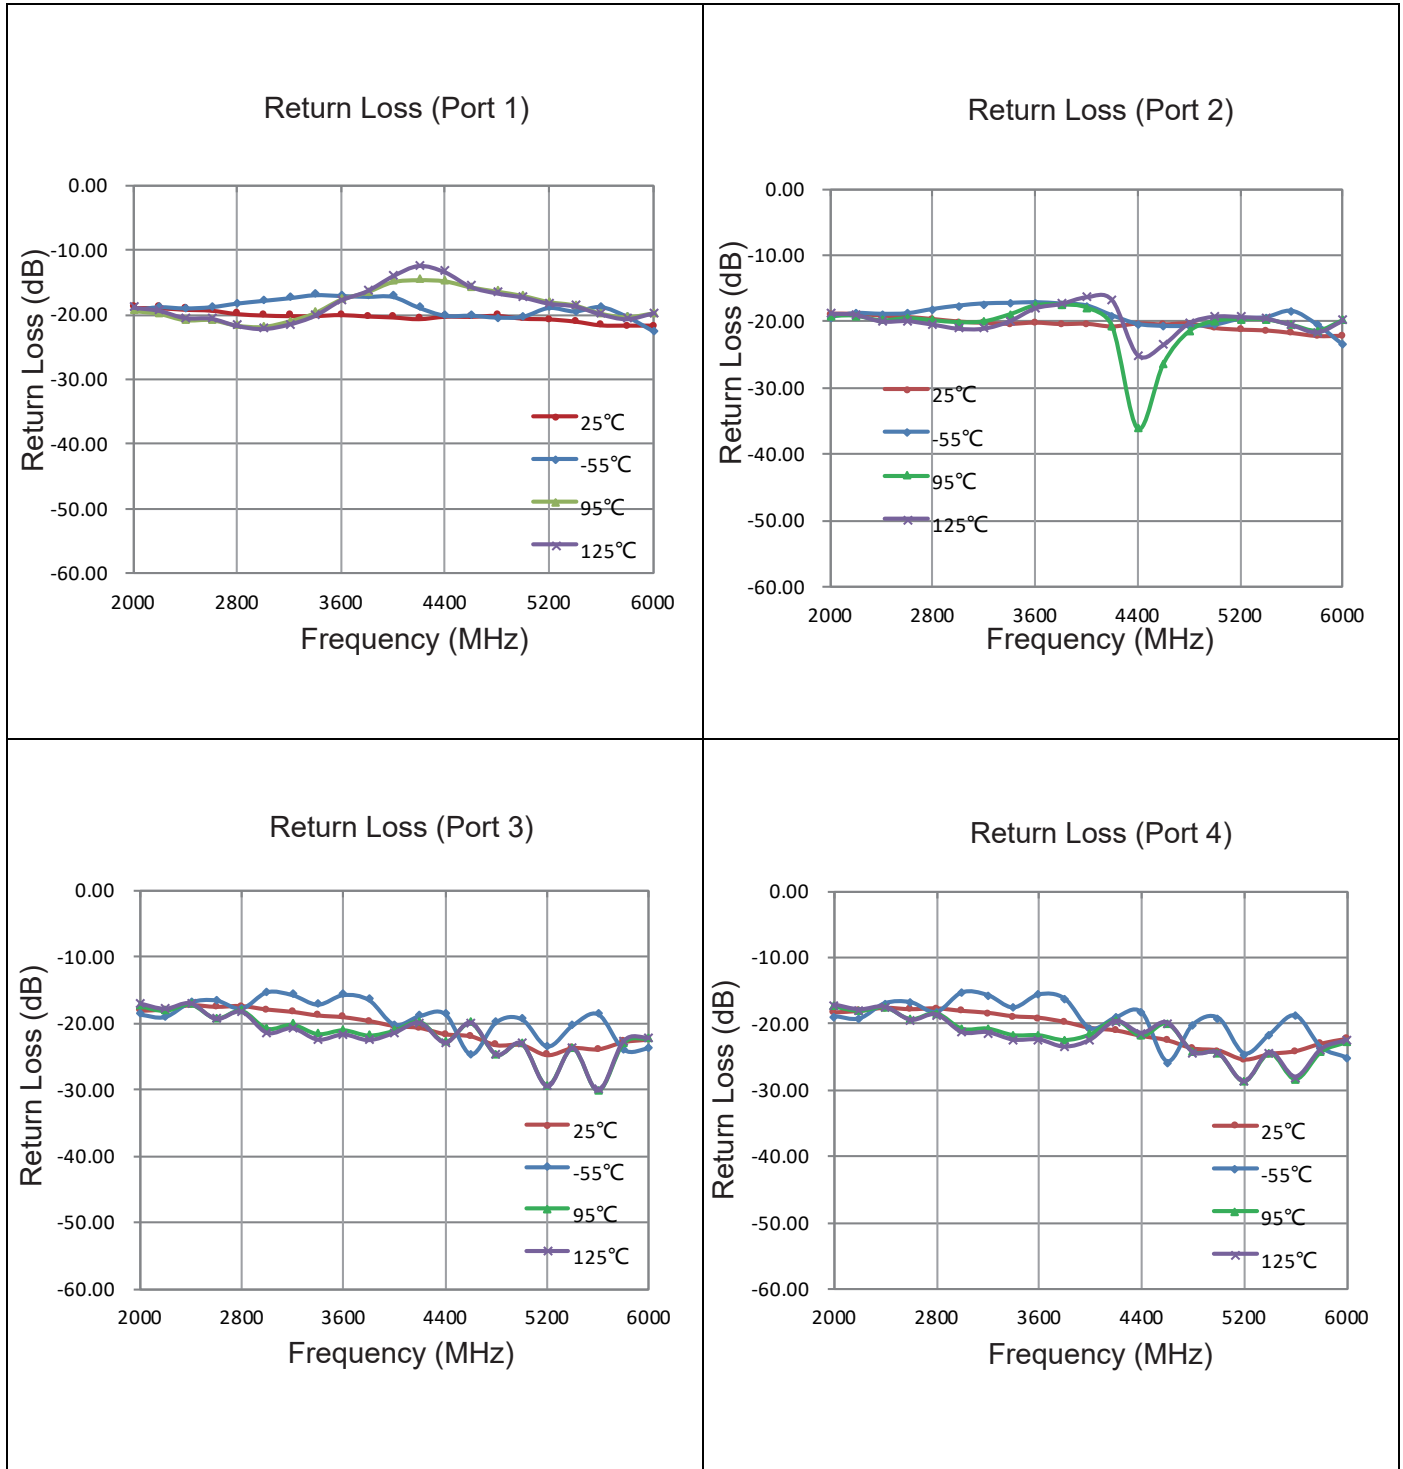 Return Loss (Port 1)
Return Loss (dB)
0.00
-10.00
-20.00
-30.00
-40.00
-50.00
-60.00
25℃
-55℃
95℃
125℃
2000 2800 3600 4400 5200 6000
Frequency (MHz)
Return Loss (Port 2)
Return Loss (dB)
0.00
-10.00
-20.00
-30.00
-40.00
-50.00
-60.00
25℃
-55℃
95℃
125℃
2000 2800 3600 4400 5200 6000
Frequency (MHz)
Return Loss (Port 3)
Return Loss (dB)
0.00
-10.00
-20.00
-30.00
-40.00
-50.00
-60.00
25℃
-55℃
95℃
125℃
2000 2800 3600 4400 5200 6000
Frequency (MHz)
Return Loss (Port 4)
Return Loss (dB)
0.00
-10.00
-20.00
-30.00
-40.00
-50.00
-60.00
25℃
-55℃
95℃
125℃
2000 2800 3600 4400 5200 6000
Frequency (MHz)